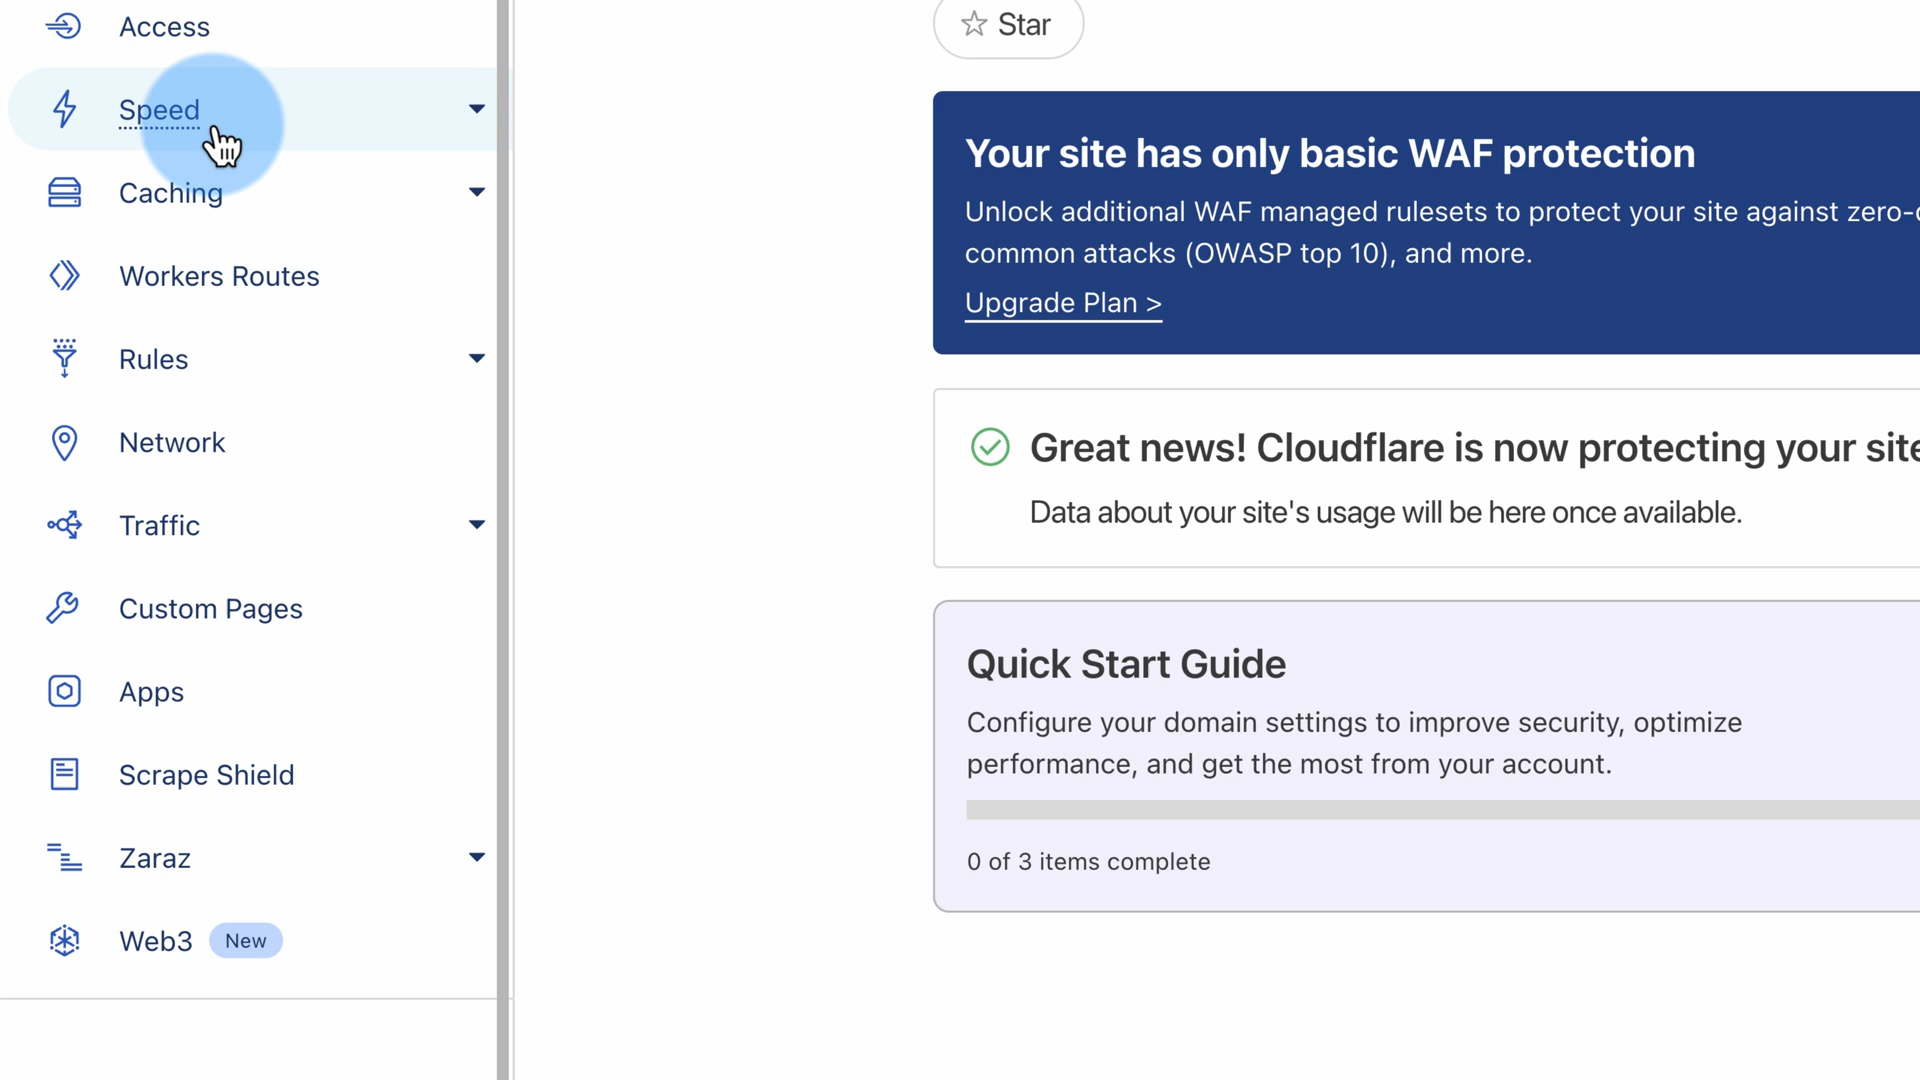 Access
Speed
Caching
Workers Routes
Rules
Network
Traffic
Custom Pages
Apps
Scrape Shield
Zaraz
Web3 New
Star
Your site has only basic WAF protection
Unlock additional WAF managed rulesets to protect your site against
common attacks (OWASP top 10), and more.
Upgrade Plan >
Great news! Cloudflare is now protecting your site
Data about your site's usage will be here once available.
Quick Start Guide
Configure your domain settings to improve security, optimize
performance, and get the most from your account.
0 of 3 items complete